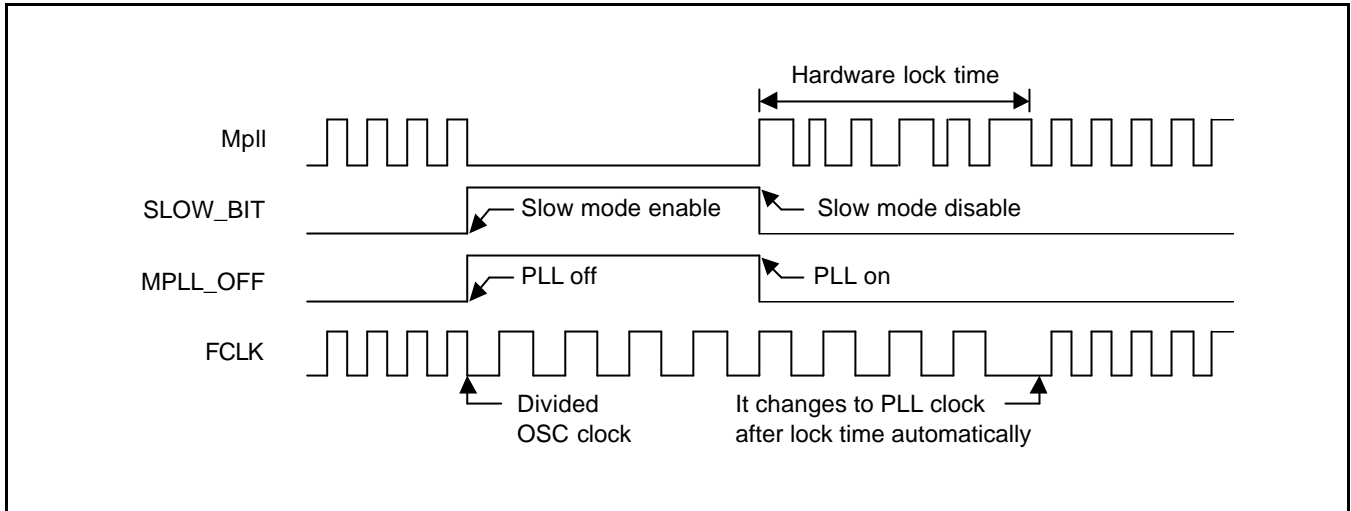 Hardware lock time
Mpll
SLOW_BIT
Slow mode enable
Slow mode disable
MPLL_OFF
PLL off
PLL on
FCLK
Divided
OSC clock
It changes to PLL clock
after lock time automatically